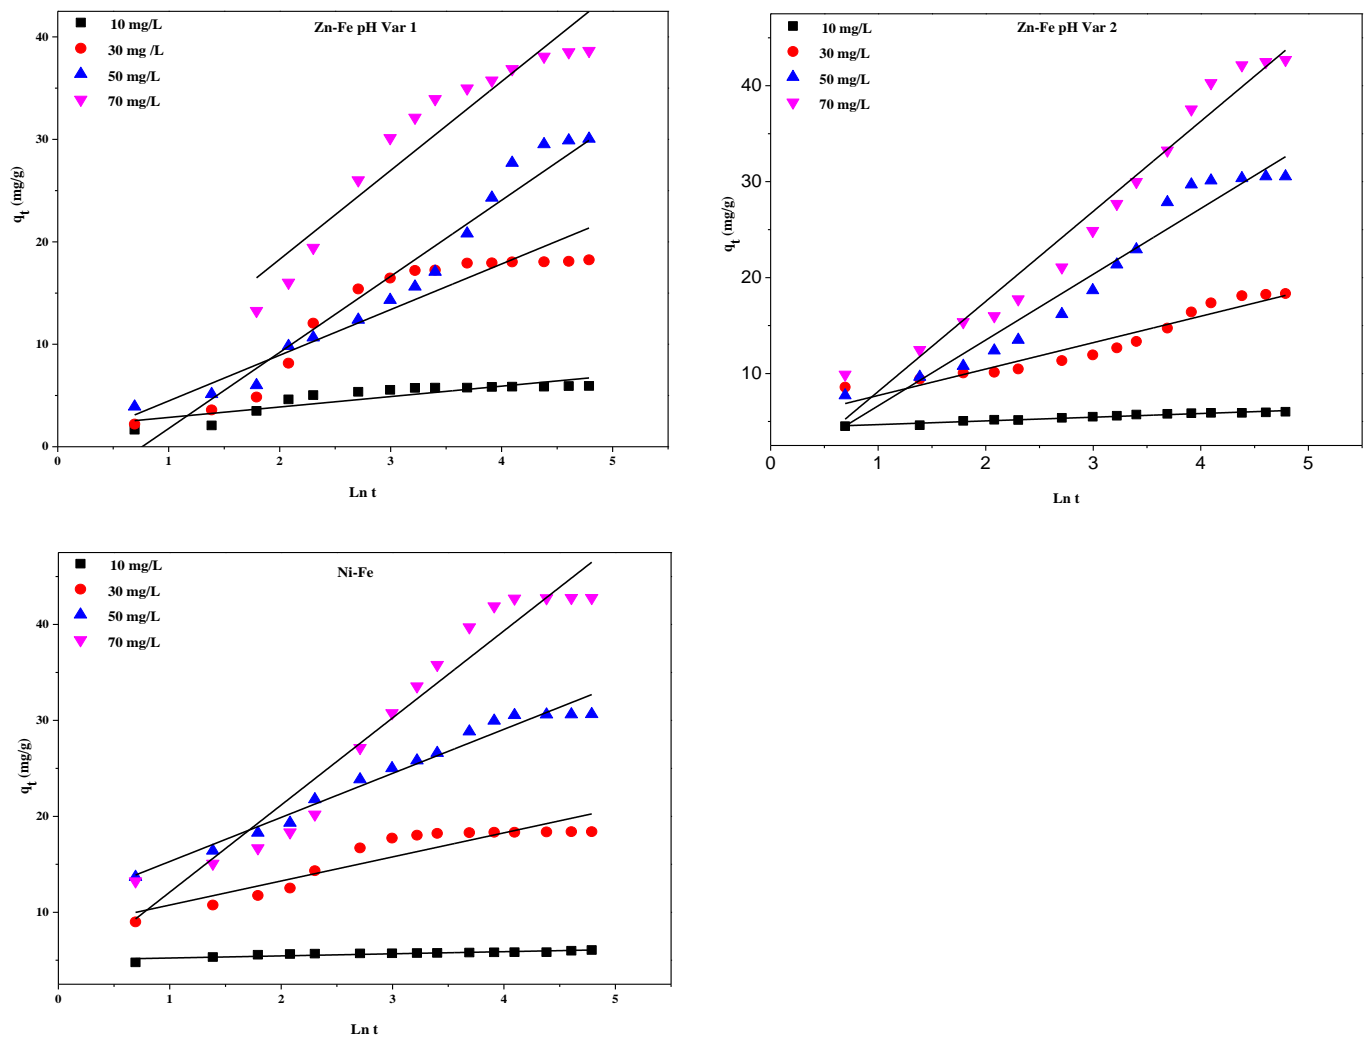 Zn-Fe pH Var 1
10 mg/L
30 mg /L
50 mg/L
70 mg/L
40
30
20
10
0
q_t (mg/g)
0 1 2 3 4 5
Ln t
Zn-Fe pH Var 2
10 mg/L
30 mg/L
50 mg/L
70 mg/L
40
30
20
10
q_t (mg/g)
0 1 2 3 4 5
Ln t
Ni-Fe
10 mg/L
30 mg/L
50 mg/L
70 mg/L
40
30
20
10
q_t (mg/g)
0 1 2 3 4 5
Ln t